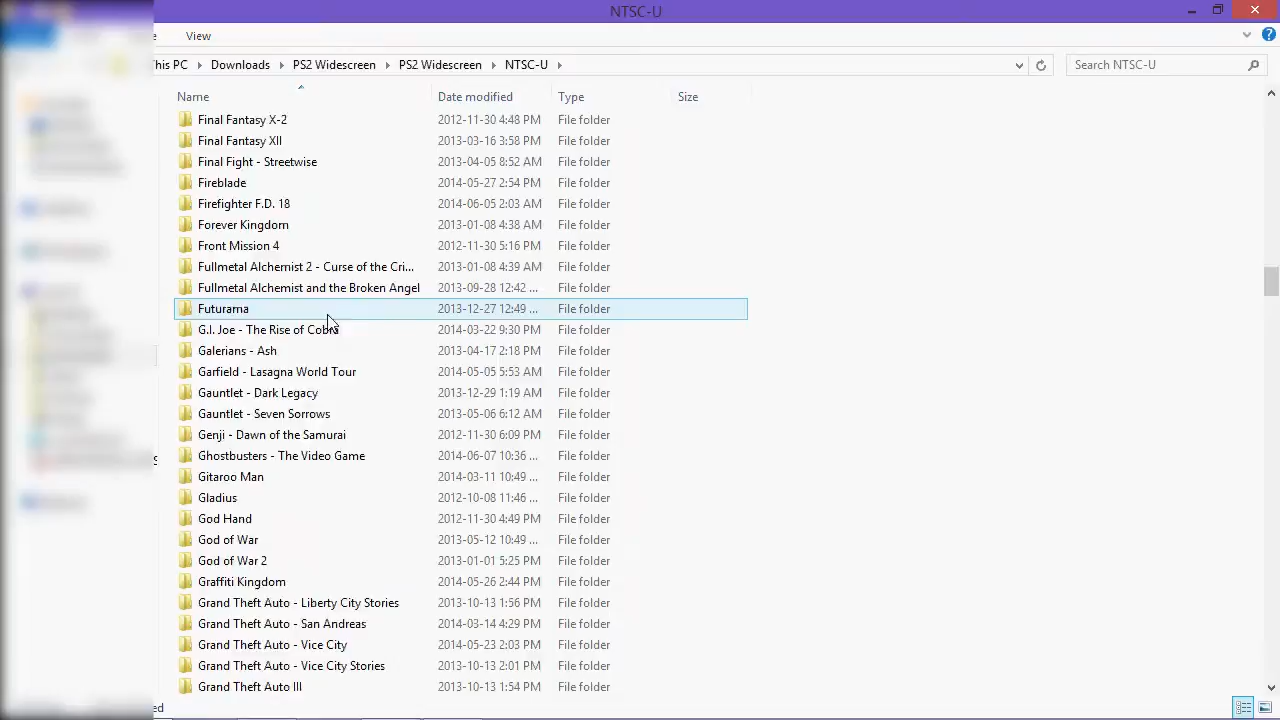 NTSC-U
View
his PC > Downloads > PS2 Widescreen > PS2 Widescreen > NTSC-U >
Search NTSC-U
Name Date modified Type Size
Final Fantasy X-2 2012-11-30 4:48 PM File folder
Final Fantasy XII 2013-03-16 3:58 PM File folder
Final Fight - Streetwise 2013-04-05 8:52 AM File folder
Fireblade 2014-05-27 2:54 PM File folder
Firefighter F.D. 18 2014-06-05 2:03 AM File folder
Forever Kingdom 2013-01-08 4:38 AM File folder
Front Mission 4 2012-11-30 5:16 PM File folder
Fullmetal Alchemist 2 - Curse of the Cri... 2013-01-08 4:39 AM File folder
Fullmetal Alchemist and the Broken Angel 2013-09-28 12:42 ... File folder
Futurama 2013-12-27 12:49 ... File folder
G.I. Joe - The Rise of Cobra 2014-03-22 9:30 PM File folder
Galerians - Ash 2013-04-17 2:18 PM File folder
Garfield - Lasagna World Tour 2014-05-05 5:53 AM File folder
Gauntlet - Dark Legacy 2013-12-29 1:19 AM File folder
Gauntlet - Seven Sorrows 2013-05-06 6:12 AM File folder
Genji - Dawn of the Samurai 2012-11-30 6:09 PM File folder
Ghostbusters - The Video Game 2014-06-07 10:36 ... File folder
Gitaroo Man 2014-03-11 10:49 ... File folder
Gladius 2012-10-08 11:46 ... File folder
God Hand 2012-11-30 4:49 PM File folder
God of War 2013-05-12 10:49 ... File folder
God of War 2 2013-01-01 5:25 PM File folder
Graffiti Kingdom 2014-05-26 2:44 PM File folder
Grand Theft Auto - Liberty City Stories 2013-10-13 1:56 PM File folder
Grand Theft Auto - San Andreas 2014-03-14 4:29 PM File folder
Grand Theft Auto - Vice City 2014-05-23 2:03 PM File folder
Grand Theft Auto - Vice City Stories 2013-10-13 2:01 PM File folder
Grand Theft Auto III 2013-10-13 1:54 PM File folder
ed